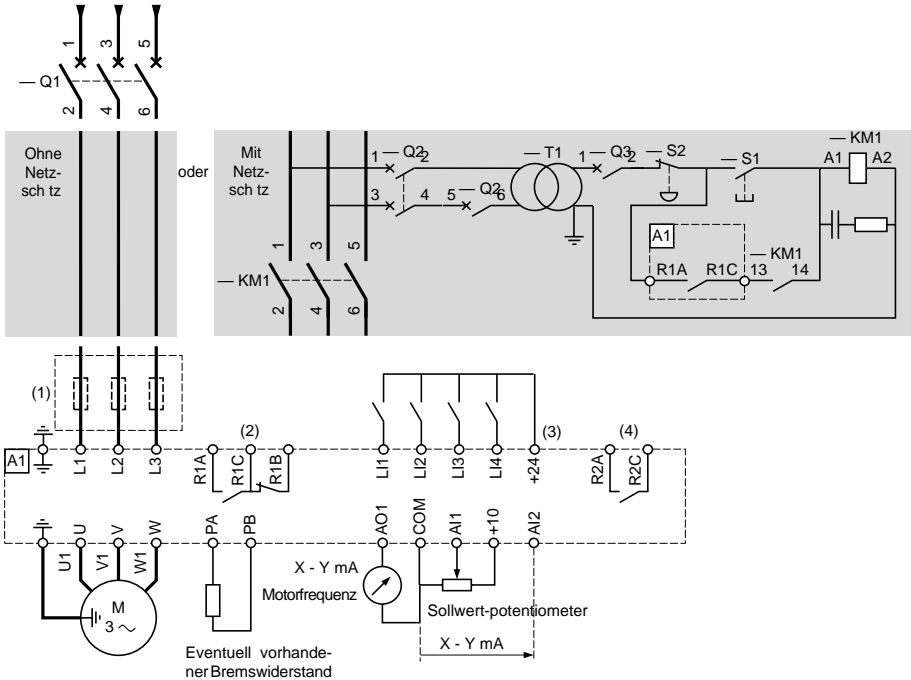 1 3 5
— Q1
2 4 6
Ohne
Netz-
sch tz
oder
Mit
Netz-
sch tz
1 — Q2 2
3 4 5 — Q2 6
— T1
1 — Q3 2
— S2
— S1
— KM1
A1 A2
A1
R1A R1C
— KM1
13 14
1 3 5
— KM1
2 4 6
(1)
(2)
(3)
(4)
A1
L1 L2 L3 R1A R1C R1B LI1 LI2 LI3 LI4 +24 R2A R2C
U V W PA PB AO1 COM AI1 +10 AI2
U1 V1 W1
M
3
X - Y mA
Motorfrequenz
Sollwert-potentiometer
X - Y mA
Eventuell vorhande-
ner Bremswiderstand